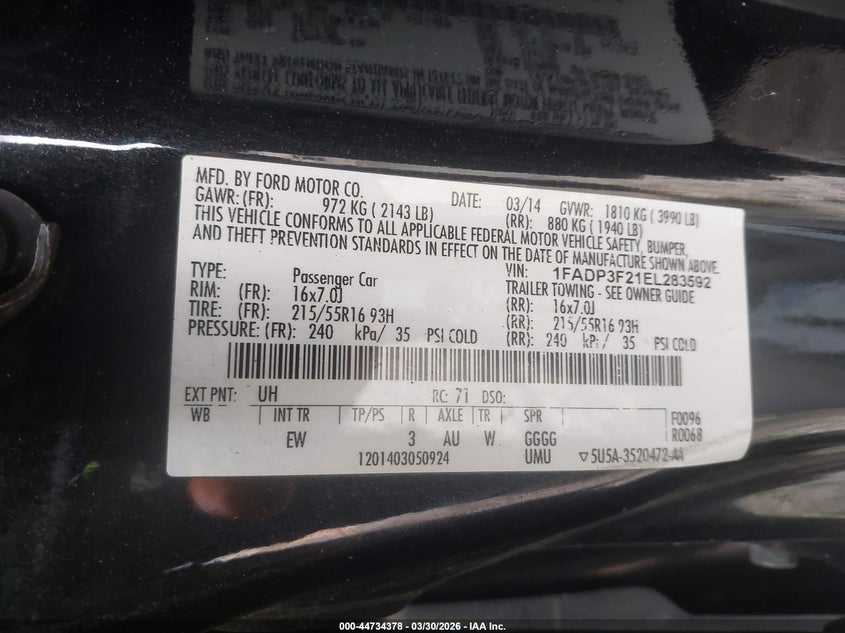 MFD. BY FORD MOTOR CO. DATE: 03/14 GVWR: 1810 KG ( 3990 LB)
GAWR: (FR): 972 KG ( 2143 LB) (RR): 880 KG ( 1940 LB)
THIS VEHICLE CONFORMS TO ALL APPLICABLE FEDERAL MOTOR VEHICLE SAFETY, BUMPER,
AND THEFT PREVENTION STANDARDS IN EFFECT ON THE DATE OF MANUFACTURE SHOWN ABOVE.
VIN: 1FADP3F21EL283592
TYPE: Passenger Car TRAILER TOWING - SEE OWNER GUIDE
RIM: (FR): 16x7.0J (RR): 16x7.0J
TIRE: (FR): 215/55R16 93H (RR): 215/55R16 93H
PRESSURE: (FR): 240 kPa/ 35 PSI COLD (RR): 240 kPa/ 35 PSI COLD
EXT PNT: UH RC: 71 DSO:
WB INT TR TP/PS R AXLE TR SPR F0096
EW 3 AU W GGGG R0068
1201403050924 UMU ▽5U5A-3520472-AA
000-44734378 - 03/30/2026 - IAA Inc.